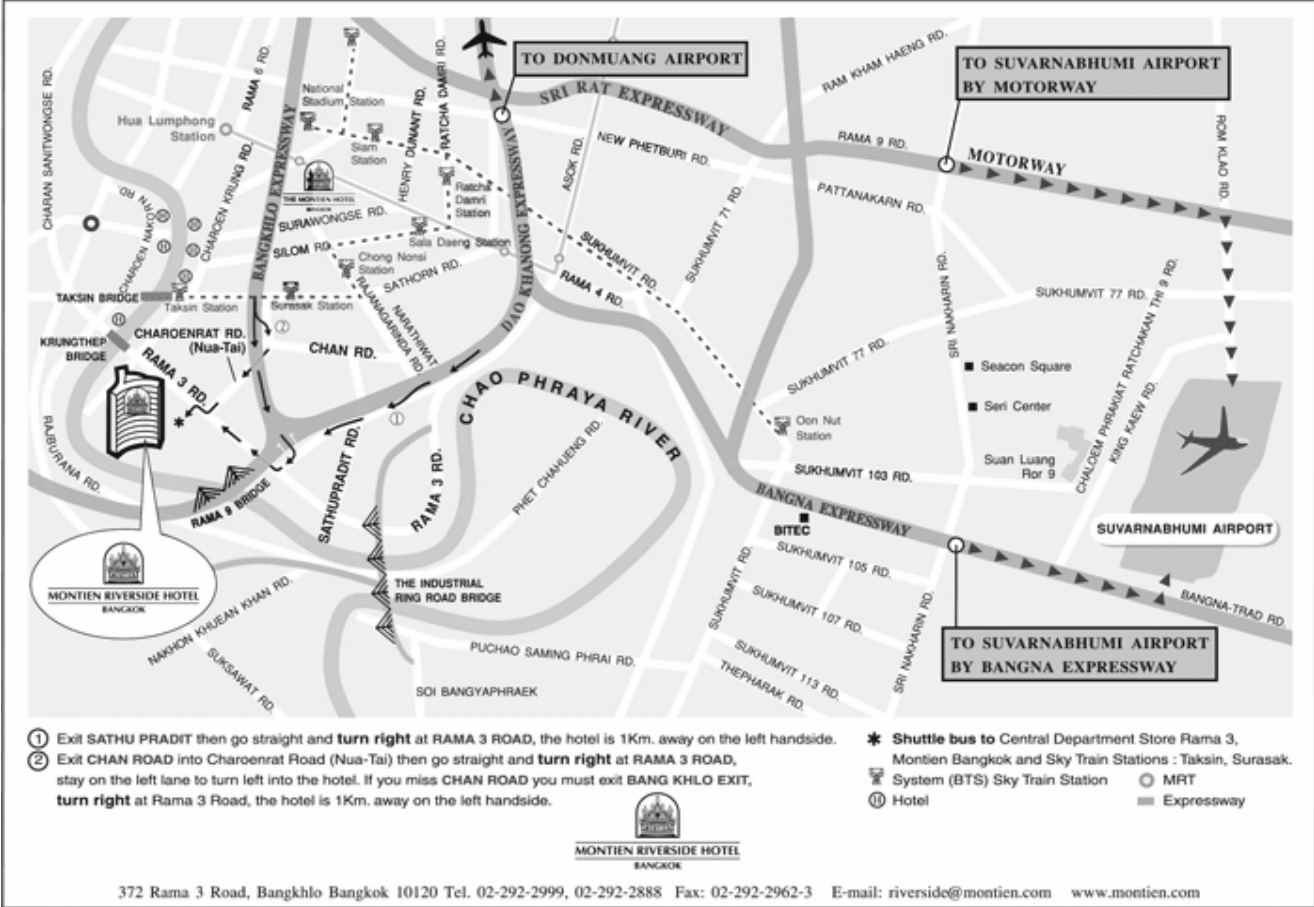 TO DONMUANG AIRPORT
TO SUVARNABHUMI AIRPORT
BY MOTORWAY
CHARAN SANITWONGSE RD.
RAMA 6 RD.
BANGKHLO EXPRESSWAY
National
Stadium Station
Hua Lumphong
Station
Siam
Station
HENRY DUNANT RD.
RATCHA DAMRI RD.
SRI RAT EXPRESSWAY
RAM KHAM HAENG RD.
ROM KLAO RD.
NEW PHETBURI RD.
RAMA 9 RD.
MOTORWAY
ASOK RD.
DAO KHANONG EXPRESSWAY
PATTANAKARN RD.
THE MONTIEN HOTEL
BANGKOK
Ratcha
Damri
Station
CHAROEN NAKORN RD.
CHAROEN KRUNG RD.
SURAWONGSE RD.
SILOM RD.
Sala Daeng Station
Chong Nonsi
Station
SATHORN RD.
SUKHUMVIT RD.
SUKHUMVIT 71 RD.
RAMA 4 RD.
SRI NAKHARIN RD.
SUKHUMVIT 77 RD.
TAKSIN BRIDGE
Taksin Station
Surasak Station
NARATHIWAT
RAJANAGARINDA RD.
KRUNGTHEP
BRIDGE
CHAROENRAT RD.
(Nua-Tai)
2
CHAN RD.
RAMA 3 RD.
SUKHUMVIT 77 RD.
Seacon Square
Seri Center
CHALOEM PHRAKIAT RATCHAKAN THI 9 RD.
KING KAEW RD.
CHAO PHRAYA RIVER
1
Oon Nut
Station
Suan Luang
Ror 9
RAJBURANA RD.
RAMA 9 BRIDGE
SATHUPRADIT RD.
RAMA 3 RD.
PHET CHAHUENG RD.
SUKHUMVIT 103 RD.
BANGNA EXPRESSWAY
BITEC
SUVARNABHUMI AIRPORT
SUKHUMVIT 105 RD.
SUKHUMVIT RD.
MONTIEN RIVERSIDE HOTEL
BANGKOK
THE INDUSTRIAL
RING ROAD BRIDGE
SUKHUMVIT 107 RD.
BANGNA-TRAD RD.
NAKHON KHUEAN KHAN RD.
SUKSAWAT RD.
PUCHAO SAMING PHRAI RD.
SOI BANGYAPHRAEK
SUKHUMVIT 113 RD.
THEPHARAK RD.
SRI NAKHARIN RD.
TO SUVARNABHUMI AIRPORT
BY BANGNA EXPRESSWAY
1 Exit SATHU PRADIT then go straight and turn right at RAMA 3 ROAD, the hotel is 1Km. away on the left handside.
2 Exit CHAN ROAD into Charoenrat Road (Nua-Tai) then go straight and turn right at RAMA 3 ROAD,
stay on the left lane to turn left into the hotel. If you miss CHAN ROAD you must exit BANG KHLO EXIT,
turn right at Rama 3 Road, the hotel is 1Km. away on the left handside.
* Shuttle bus to Central Department Store Rama 3,
Montien Bangkok and Sky Train Stations : Taksin, Surasak.
System (BTS) Sky Train Station
MRT
H Hotel
Expressway
MONTIEN RIVERSIDE HOTEL
BANGKOK
372 Rama 3 Road, Bangkhlo Bangkok 10120 Tel. 02-292-2999, 02-292-2888 Fax: 02-292-2962-3 E-mail: riverside@montien.com www.montien.com